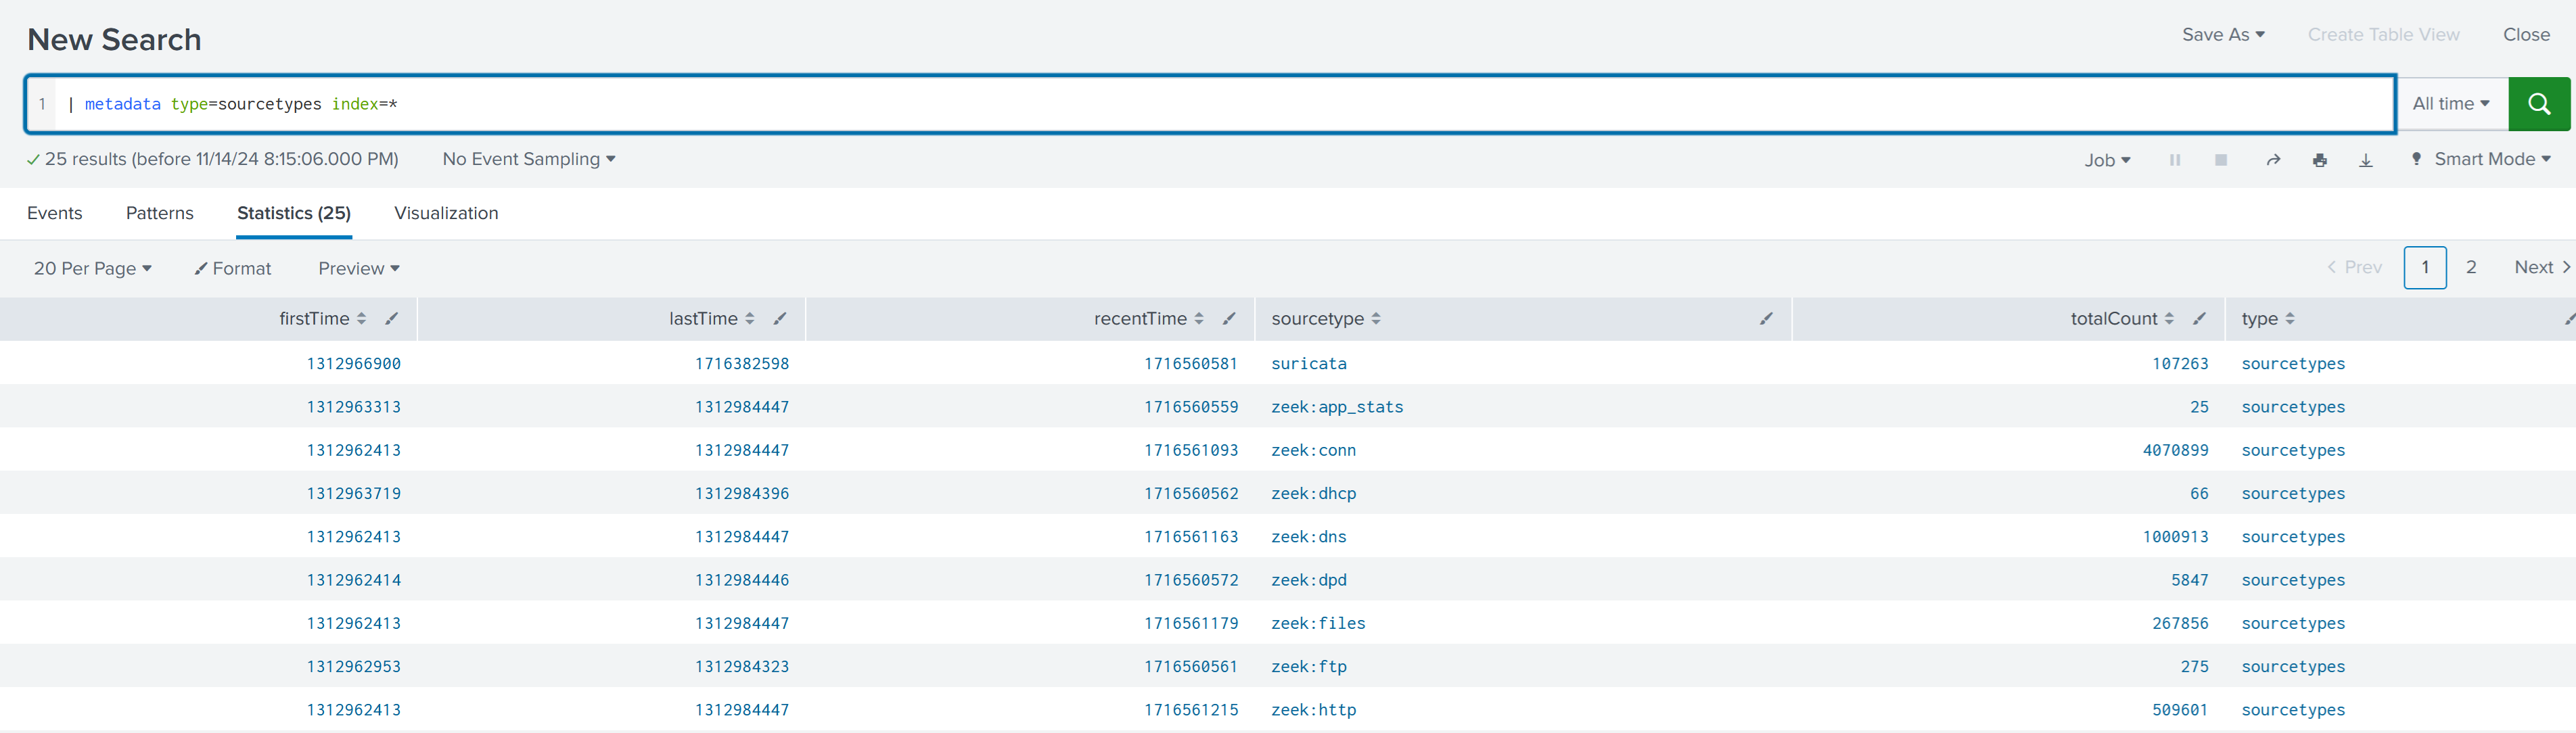 New Search
Save As Create Table View Close
1 | metadata type=sourcetypes index=* All time
25 results (before 11/14/24 8:15:06.000 PM) No Event Sampling Job Smart Mode
Events Patterns Statistics (25) Visualization
20 Per Page Format Preview Prev 1 2 Next
firstTime lastTime recentTime sourcetype totalCount type
1312966900 1716382598 1716560581 suricata 107263 sourcetypes
1312963313 1312984447 1716560559 zeek:app_stats 25 sourcetypes
1312962413 1312984447 1716561093 zeek:conn 4070899 sourcetypes
1312963719 1312984396 1716560562 zeek:dhcp 66 sourcetypes
1312962413 1312984447 1716561163 zeek:dns 1000913 sourcetypes
1312962414 1312984446 1716560572 zeek:dpd 5847 sourcetypes
1312962413 1312984447 1716561179 zeek:files 267856 sourcetypes
1312962953 1312984323 1716560561 zeek:ftp 275 sourcetypes
1312962413 1312984447 1716561215 zeek:http 509601 sourcetypes